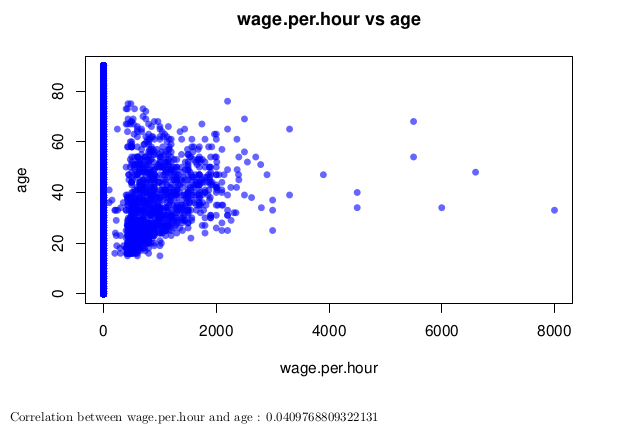 wage.per.hour vs age
80
60
40
20
0
age
0 2000 4000 6000 8000
wage.per.hour
Correlation between wage.per.hour and age : 0.0409768809322131